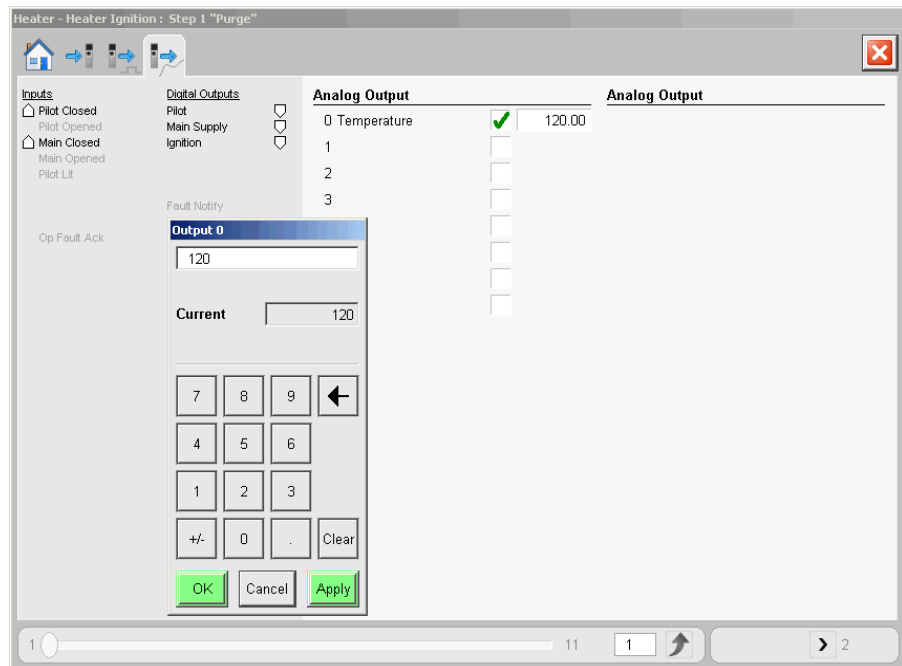 Heater - Heater Ignition : Step 1 "Purge"
Inputs
Pilot Closed
Pilot Opened
Main Closed
Main Opened
Pilot Lit
Op Fault Ack
Digital Outputs
Pilot
Main Supply
Ignition
Fault Notify
Analog Output
0 Temperature 120.00
1
2
3
Analog Output
Output 0
120
Current 120
7 8 9
4 5 6
1 2 3
+/- 0 . Clear
OK Cancel Apply
1 11 1 2